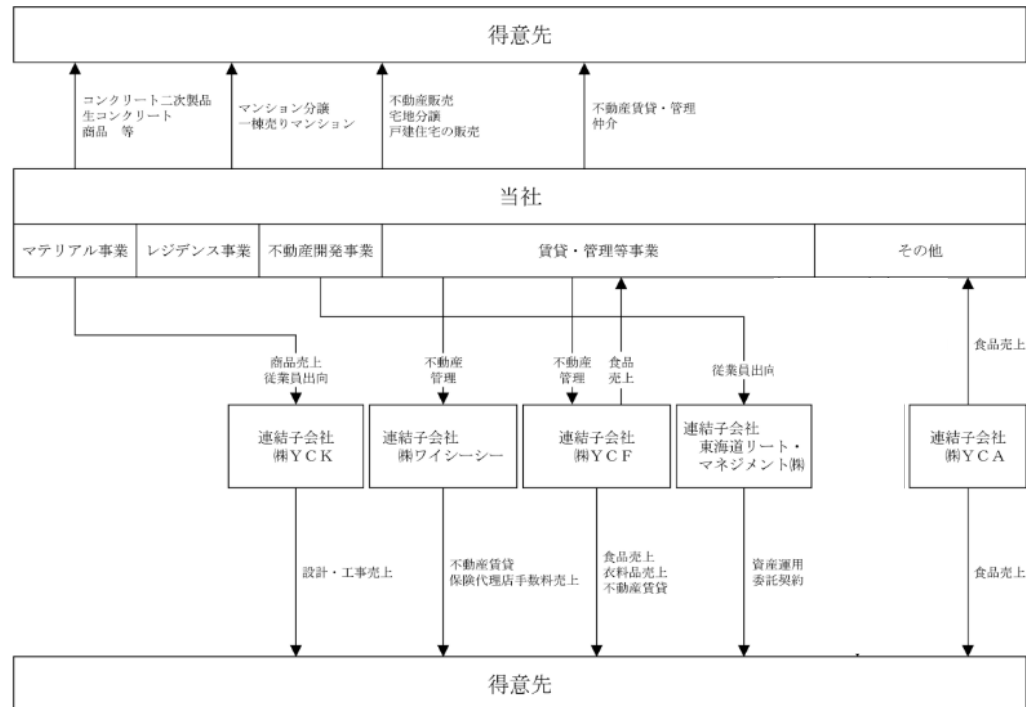 得意先
コンクリート二次製品
生コンクリート
商品　等
マンション分譲
一棟売りマンション
不動産販売
宅地分譲
戸建住宅の販売
不動産賃貸・管理
仲介
当社
マテリアル事業
レジデンス事業
不動産開発事業
賃貸・管理等事業
その他
商品売上
従業員出向
不動産
管理
不動産
管理
食品
売上
従業員出向
食品売上
連結子会社
㈱ＹＣＫ
連結子会社
㈱ワイシーシー
連結子会社
㈱ＹＣＦ
連結子会社
東海道リート・
マネジメント㈱
連結子会社
㈱ＹＣＡ
設計・工事売上
不動産賃貸
保険代理店手数料売上
食品売上
衣料品売上
不動産賃貸
資産運用
委託契約
食品売上
得意先